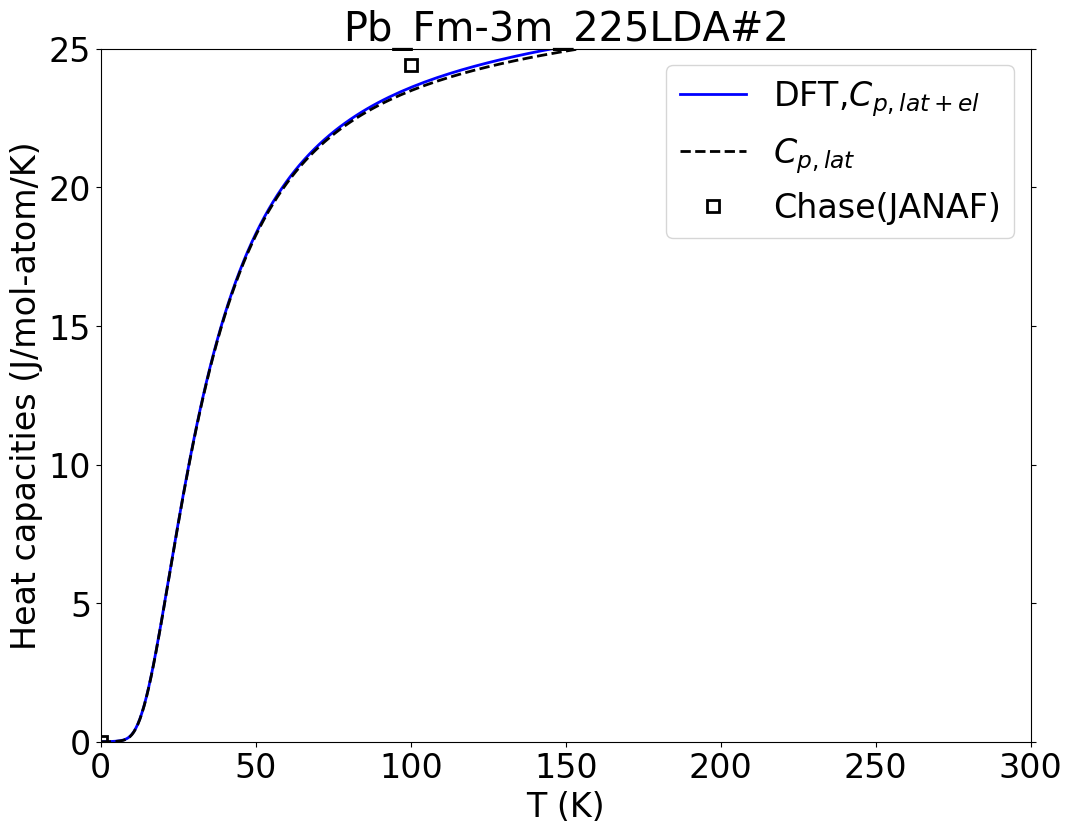 Pb_Fm-3m_225LDA#2
Heat capacities (J/mol-atom/K)
25
20
15
10
5
0
DFT,C_{p,lat+el}
C_{p,lat}
Chase(JANAF)
0 50 100 150 200 250 300
T (K)